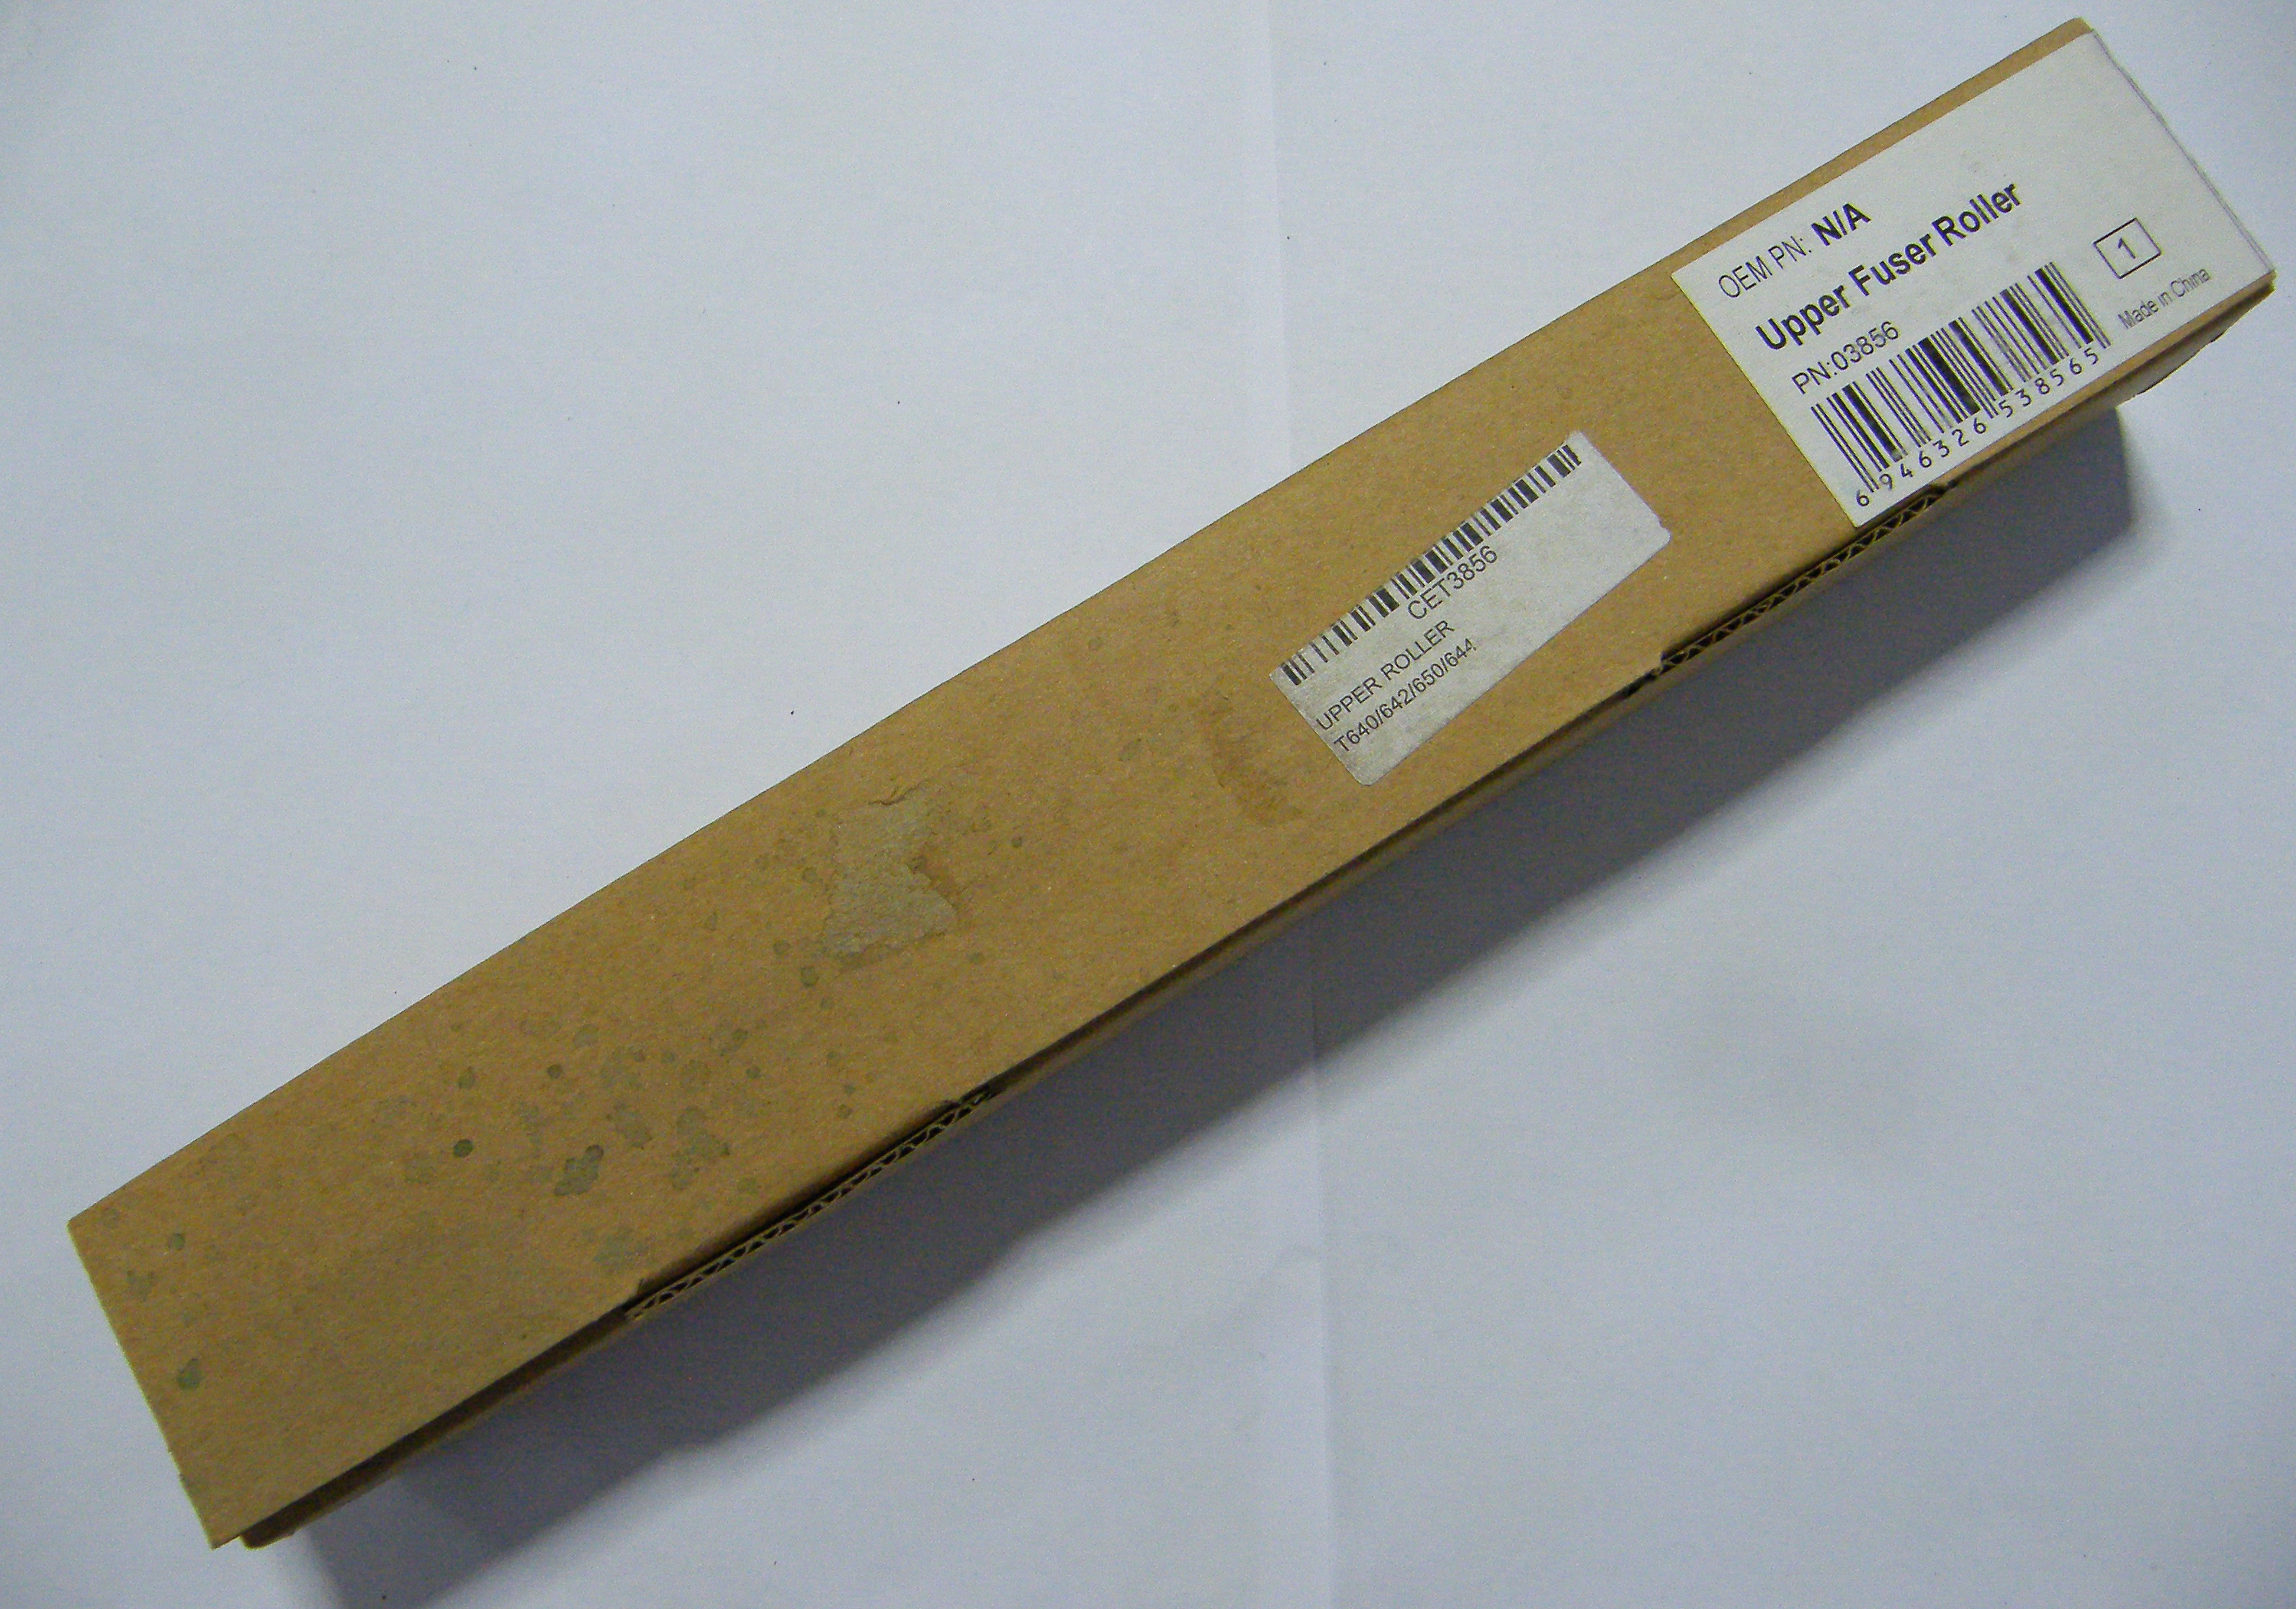 OEM PN: N/A
Upper Fuser Roller
PN:03856
1
6 946326 538565
Made in China
CET3856
UPPER ROLLER
T640/642/650/644